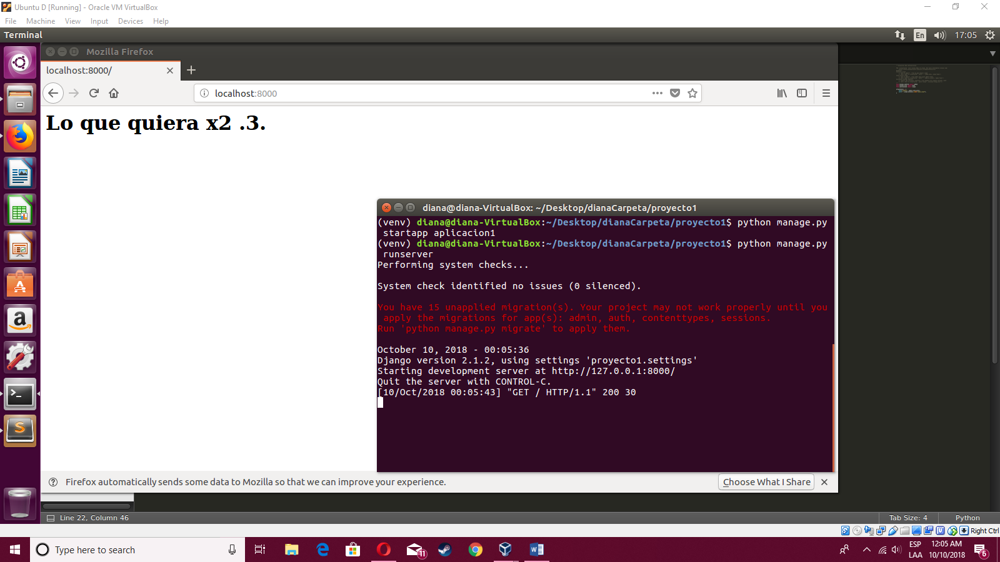 Ubuntu D [Running] - Oracle VM VirtualBox
File Machine View Input Devices Help
Terminal
En
17:05
Mozilla Firefox
localhost:8000/
localhost:8000
Lo que quiera x2 .3.
diana@diana-VirtualBox: ~/Desktop/dianaCarpeta/proyecto1
(venv) diana@diana-VirtualBox:~/Desktop/dianaCarpeta/proyecto1$ python manage.py
startapp aplicacion1
(venv) diana@diana-VirtualBox:~/Desktop/dianaCarpeta/proyecto1$ python manage.py
runserver
Performing system checks...
System check identified no issues (0 silenced).
You have 15 unapplied migration(s). Your project may not work properly until you
apply the migrations for app(s): admin, auth, contenttypes, sessions.
Run 'python manage.py migrate' to apply them.
October 10, 2018 - 00:05:36
Django version 2.1.2, using settings 'proyecto1.settings'
Starting development server at http://127.0.0.1:8000/
Quit the server with CONTROL-C.
[10/Oct/2018 00:05:43] "GET / HTTP/1.1" 200 30
Firefox automatically sends some data to Mozilla so that we can improve your experience.
Choose What I Share
Line 22, Column 46
Tab Size: 4
Python
Right Ctrl
Type here to search
11
ESP
LAA
12:05 AM
10/10/2018
6